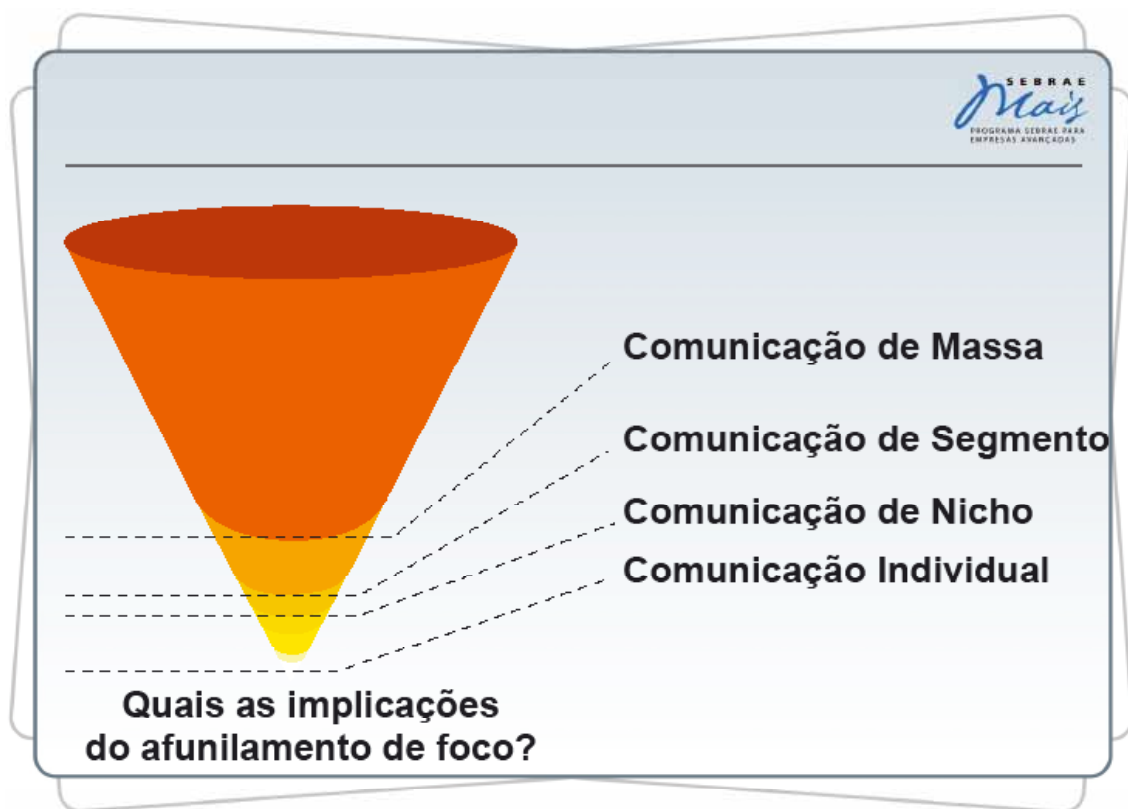 SEBRAE
Mais
PROGRAMA SEBRAE PARA
EMPRESAS AVANÇADAS
Comunicação de Massa
Comunicação de Segmento
Comunicação de Nicho
Comunicação Individual
Quais as implicações
do afunilamento de foco?